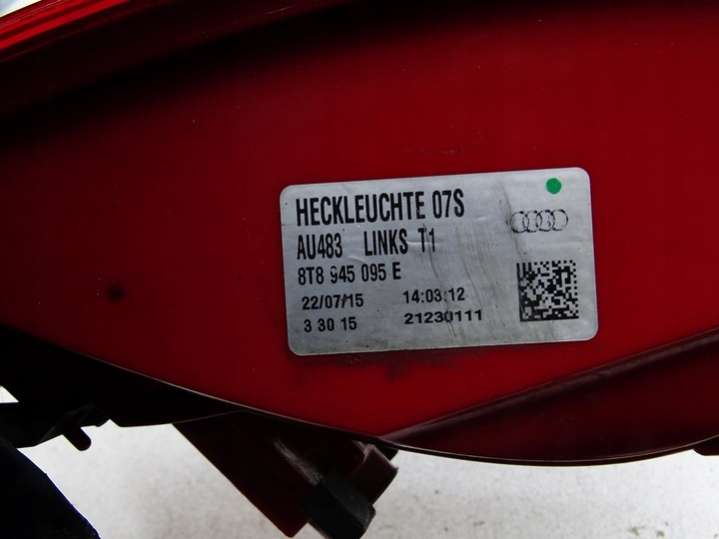 HECKLEUCHTE 07S
AU483 LINKS T1
8T8 945 095 E
22/07/15 14:03:12
3 30 15 21230111